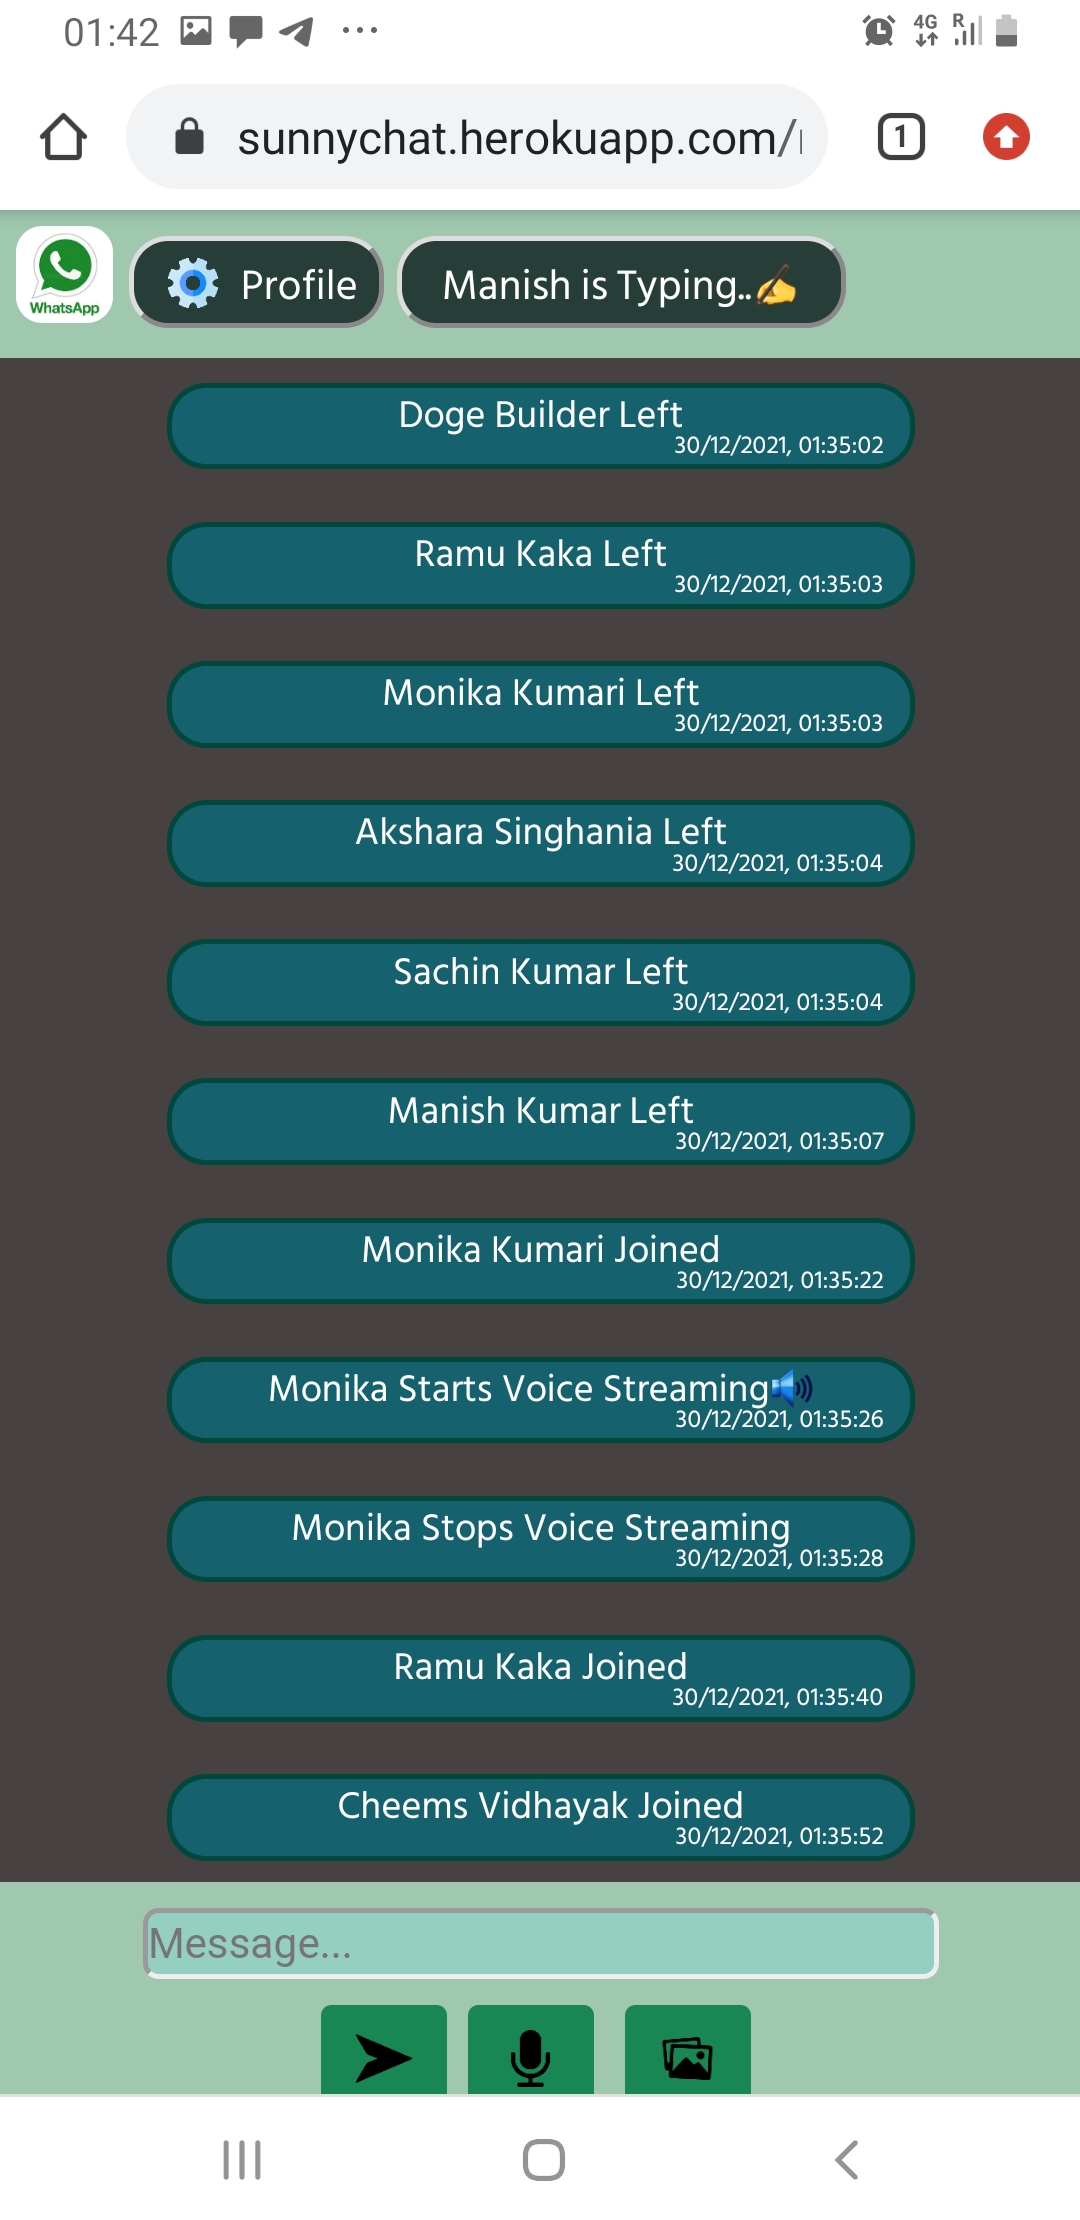 01:42
4G
R
sunnychat.herokuapp.com/
1
WhatsApp
Profile
Manish is Typing..✍
Doge Builder Left
30/12/2021, 01:35:02
Ramu Kaka Left
30/12/2021, 01:35:03
Monika Kumari Left
30/12/2021, 01:35:03
Akshara Singhania Left
30/12/2021, 01:35:04
Sachin Kumar Left
30/12/2021, 01:35:04
Manish Kumar Left
30/12/2021, 01:35:07
Monika Kumari Joined
30/12/2021, 01:35:22
Monika Starts Voice Streaming🔊
30/12/2021, 01:35:26
Monika Stops Voice Streaming
30/12/2021, 01:35:28
Ramu Kaka Joined
30/12/2021, 01:35:40
Cheems Vidhayak Joined
30/12/2021, 01:35:52
Message...